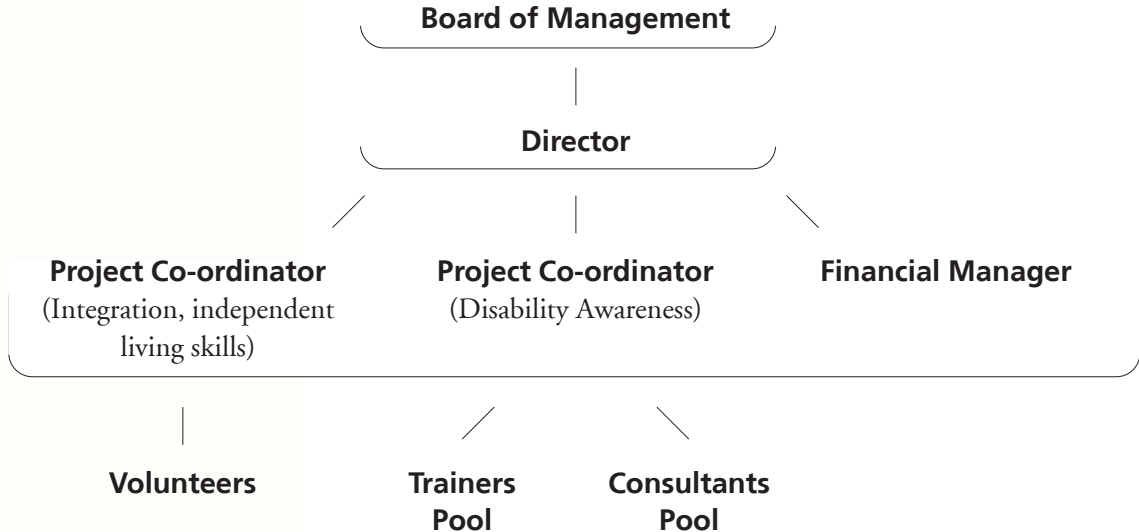 Board of Management
Director
Project Co-ordinator
(Integration, independent
living skills)
Project Co-ordinator
(Disability Awareness)
Financial Manager
Volunteers
Trainers
Pool
Consultants
Pool